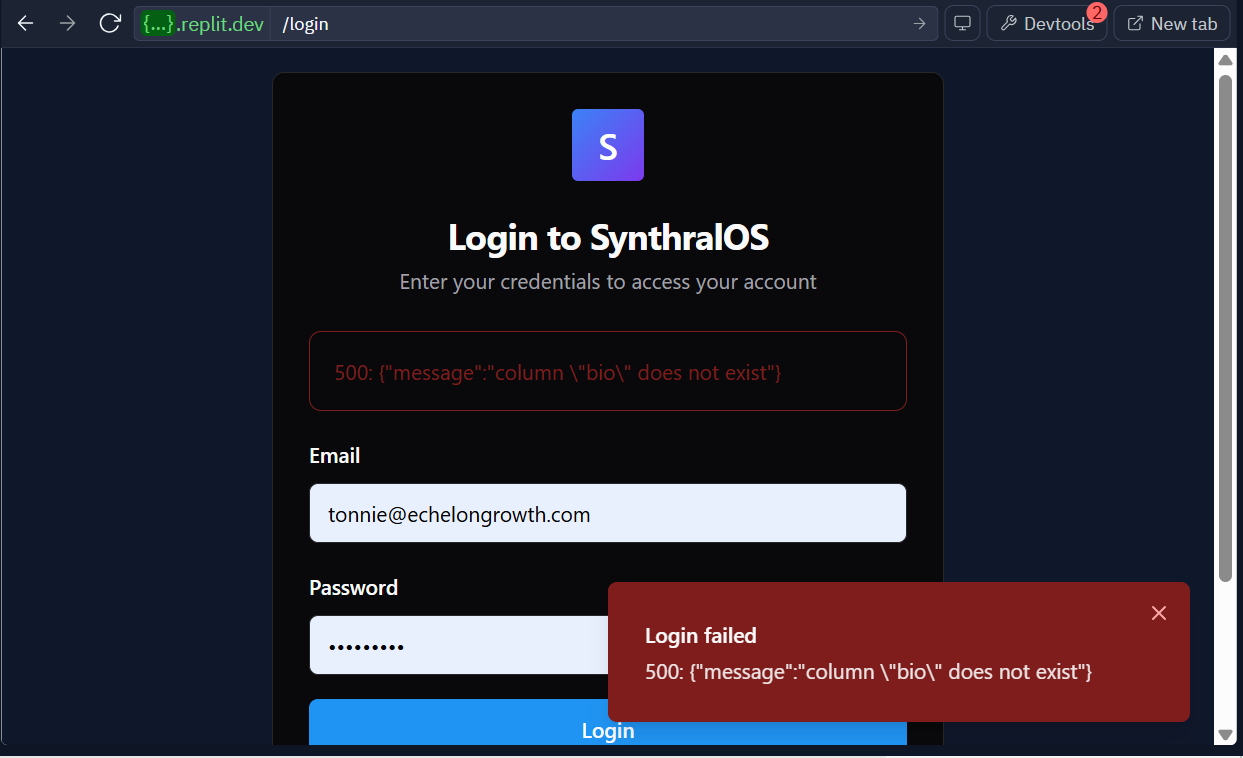 {...}.replit.dev /login
Devtools 2
New tab
S
Login to SynthralOS
Enter your credentials to access your account
500: {"message":"column \"bio\" does not exist"}
Email
tonnie@echelongrowth.com
Password
•••••••••
Login failed
500: {"message":"column \"bio\" does not exist"}
Login